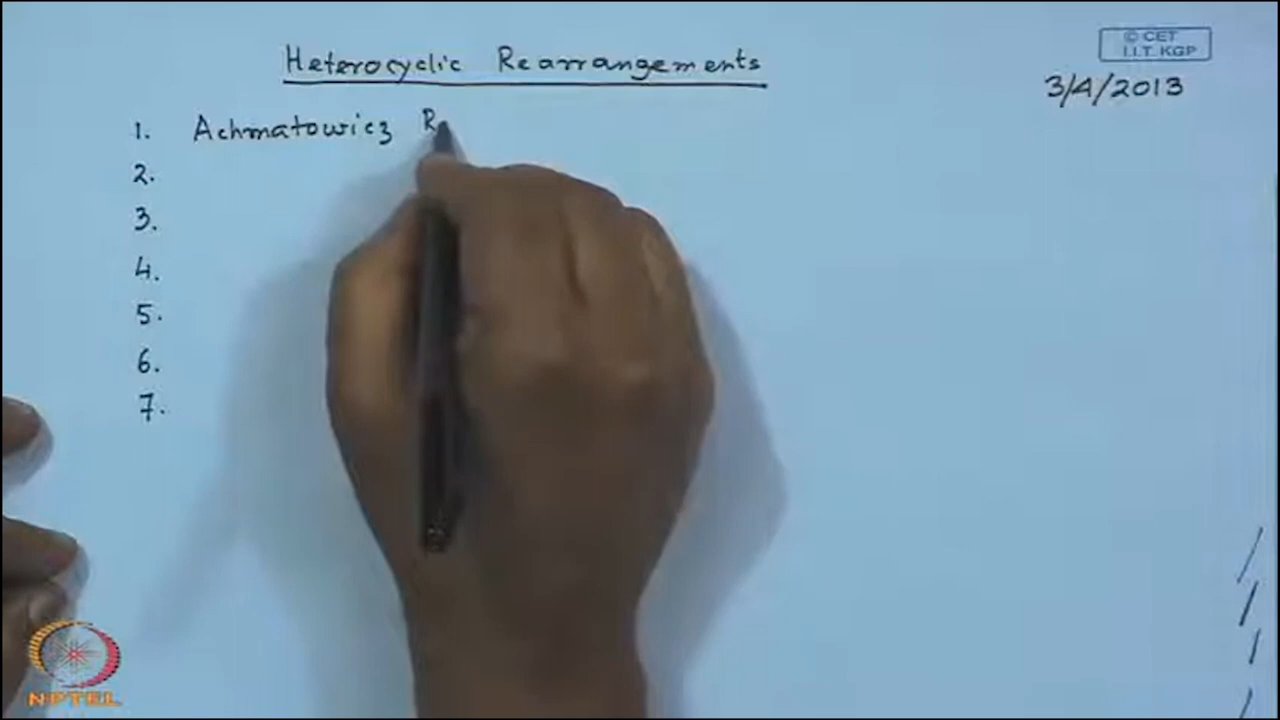 Heterocyclic Rearrangements
© CET
I.I.T. KGP
3/4/2013
1. Achmatowicz R
2.
3.
4.
5.
6.
7.
NPTEL